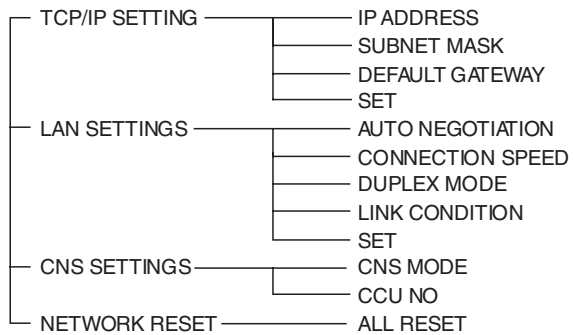 TCP/IP SETTING IP ADDRESS
SUBNET MASK
DEFAULT GATEWAY
SET
LAN SETTINGS AUTO NEGOTIATION
CONNECTION SPEED
DUPLEX MODE
LINK CONDITION
SET
CNS SETTINGS CNS MODE
CCU NO
NETWORK RESET ALL RESET